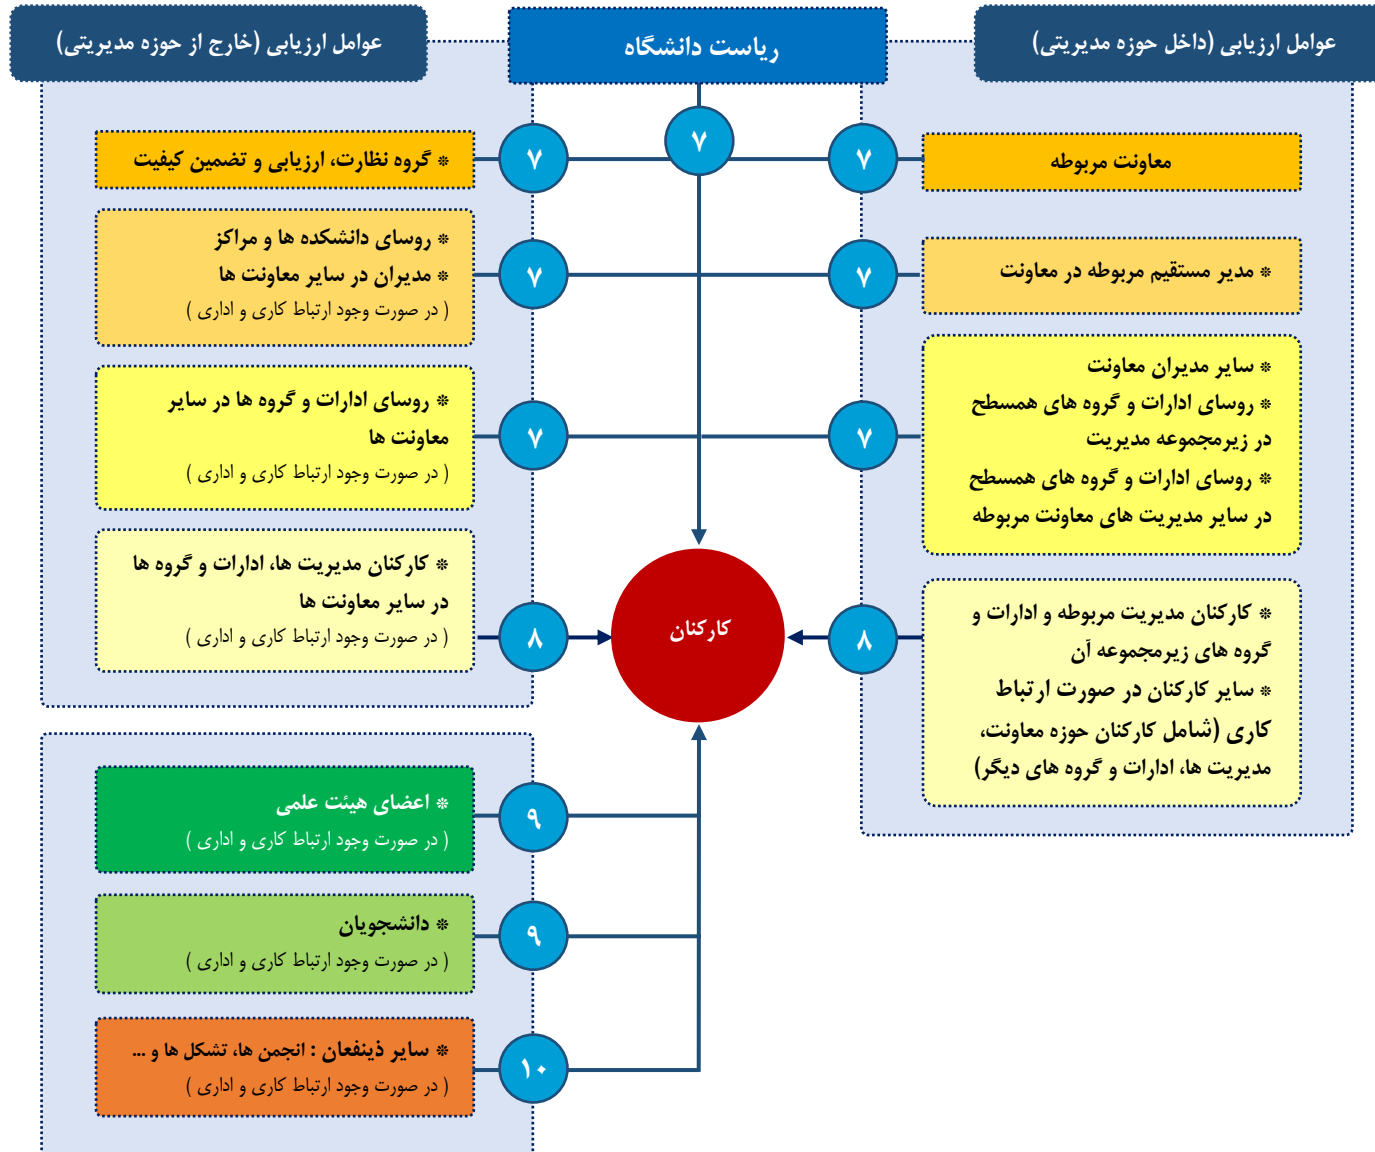 عوامل ارزیابی (داخل حوزه مدیریتی)
ریاست دانشگاه
عوامل ارزیابی (خارج از حوزه مدیریتی)
۷
معاونت مربوطه
۷
۷
* گروه نظارت، ارزیابی و تضمین کیفیت
* مدیر مستقیم مربوطه در معاونت
۷
۷
* روسای دانشکده ها و مراکز
* مدیران در سایر معاونت ها
( در صورت وجود ارتباط کاری و اداری )
* سایر مدیران معاونت
* روسای ادارات و گروه های همسطح
در زیرمجموعه مدیریت
* روسای ادارات و گروه های همسطح
در سایر مدیریت های معاونت مربوطه
۷
۷
* روسای ادارات و گروه ها در سایر
معاونت ها
( در صورت وجود ارتباط کاری و اداری )
* کارکنان مدیریت مربوطه و ادارات و
گروه های زیرمجموعه آن
* سایر کارکنان در صورت ارتباط
کاری (شامل کارکنان حوزه معاونت،
مدیریت ها، ادارات و گروه های دیگر)
۸
کارکنان
۸
* کارکنان مدیریت ها، ادارات و گروه ها
در سایر معاونت ها
( در صورت وجود ارتباط کاری و اداری )
۹
* اعضای هیئت علمی
( در صورت وجود ارتباط کاری و اداری )
۹
* دانشجویان
( در صورت وجود ارتباط کاری و اداری )
۱۰
* سایر ذینفعان : انجمن ها، تشکل ها و ...
( در صورت وجود ارتباط کاری و اداری )